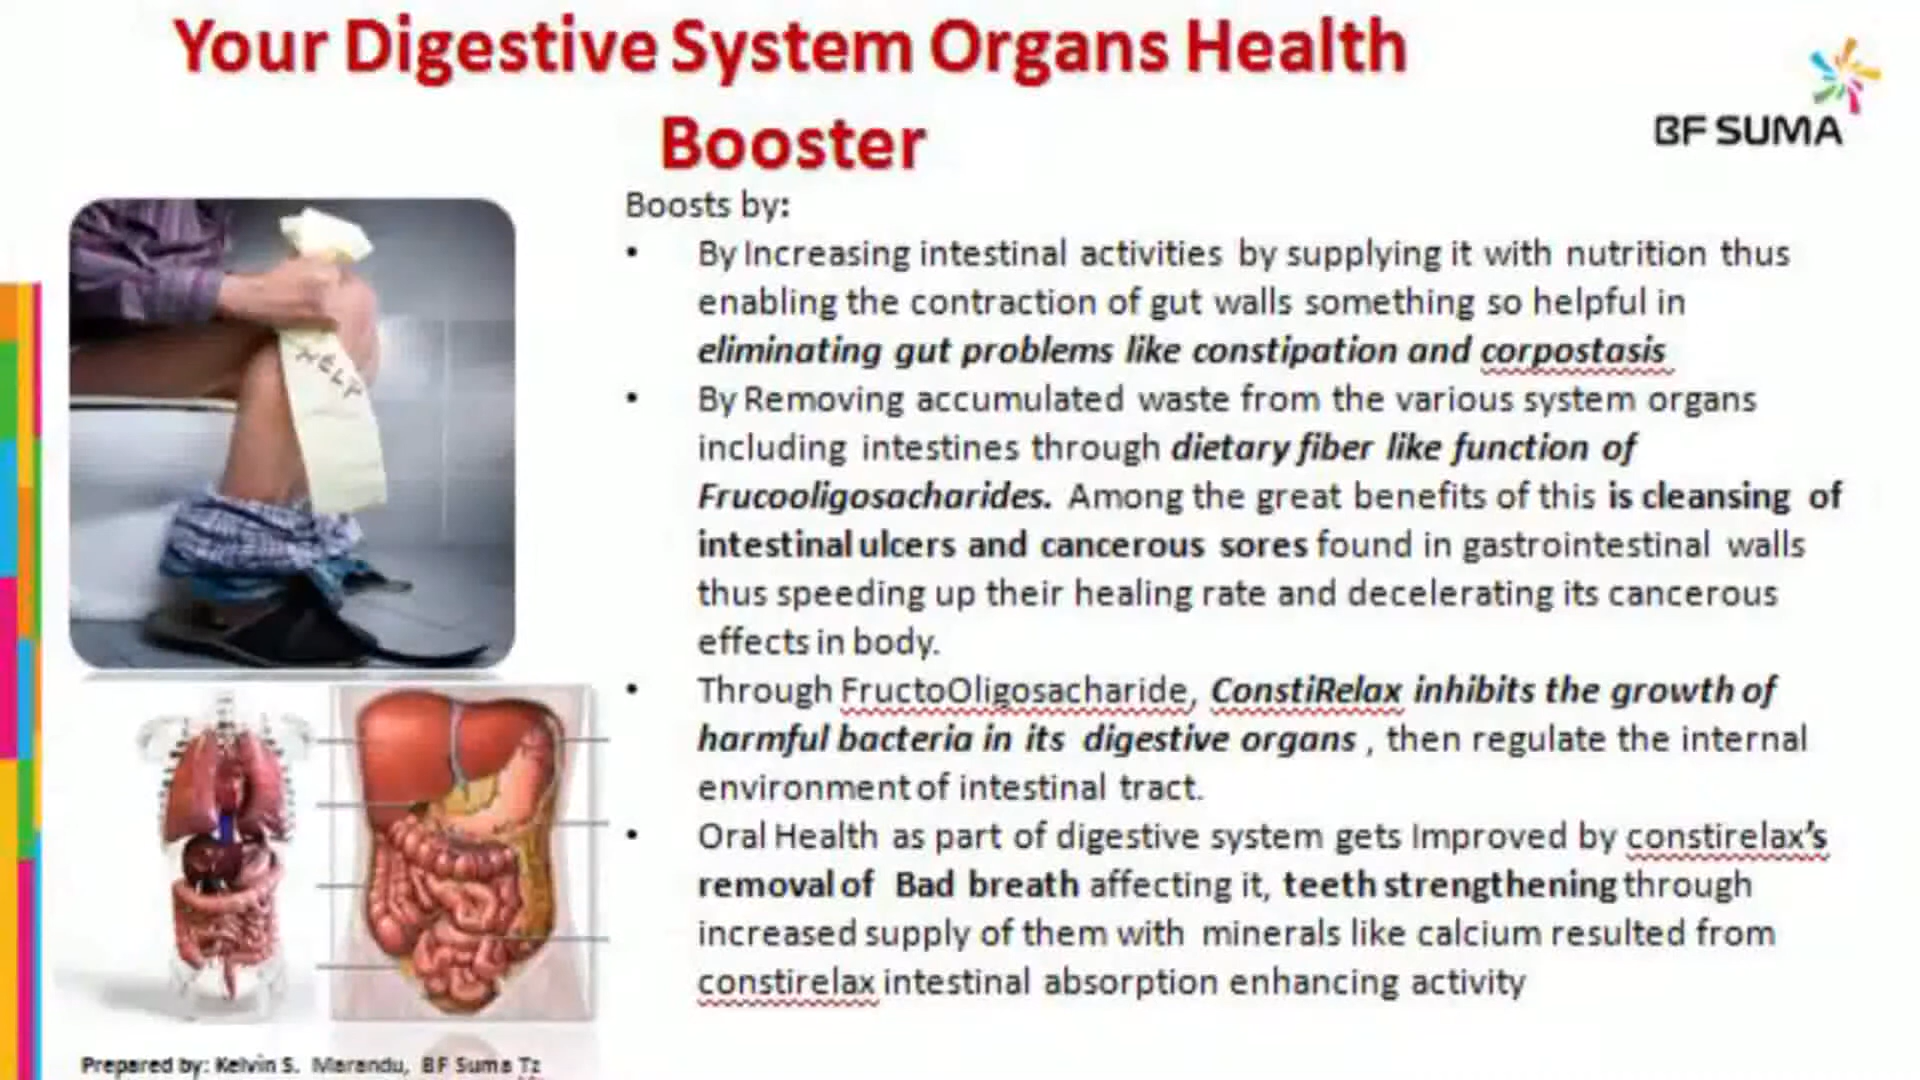 Your Digestive System Organs Health
Booster
BF SUMA
Boosts by:
• By Increasing intestinal activities by supplying it with nutrition thus
enabling the contraction of gut walls something so helpful in
eliminating gut problems like constipation and corpostasis
• By Removing accumulated waste from the various system organs
including intestines through dietary fiber like function of
Frucooligosacharides. Among the great benefits of this is cleansing of
intestinal ulcers and cancerous sores found in gastrointestinal walls
thus speeding up their healing rate and decelerating its cancerous
effects in body.
• Through FructoOligosacharide, ConstiRelax inhibits the growth of
harmful bacteria in its digestive organs , then regulate the internal
environment of intestinal tract.
• Oral Health as part of digestive system gets Improved by constirelax's
removal of Bad breath affecting it, teeth strengthening through
increased supply of them with minerals like calcium resulted from
constirelax intestinal absorption enhancing activity
HELP
Prepared by: Kelvin S. Marandu, BF Suma Tz